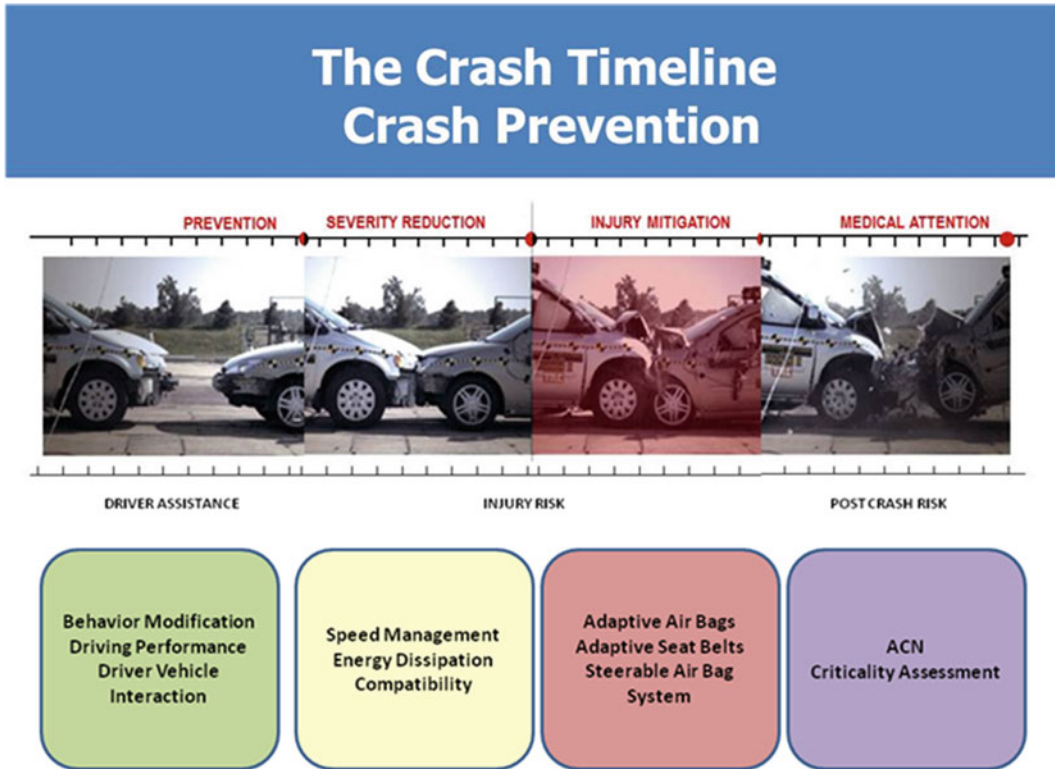 The Crash Timeline
Crash Prevention
PREVENTION
SEVERITY REDUCTION
INJURY MITIGATION
MEDICAL ATTENTION
DRIVER ASSISTANCE
INJURY RISK
POST CRASH RISK
Behavior Modification
Driving Performance
Driver Vehicle
Interaction
Speed Management
Energy Dissipation
Compatibility
Adaptive Air Bags
Adaptive Seat Belts
Steerable Air Bag
System
ACN
Criticality Assessment